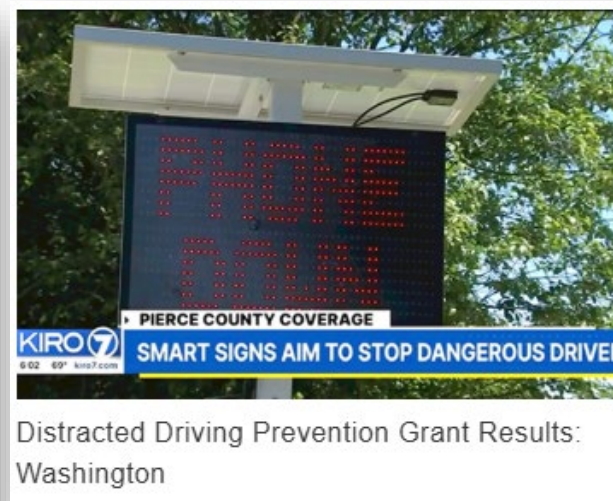 PHONE
DOWN
PIERCE COUNTY COVERAGE
KIRO 7
SMART SIGNS AIM TO STOP DANGEROUS DRIVE
6:02 69° kiro7.com
Distracted Driving Prevention Grant Results:
Washington